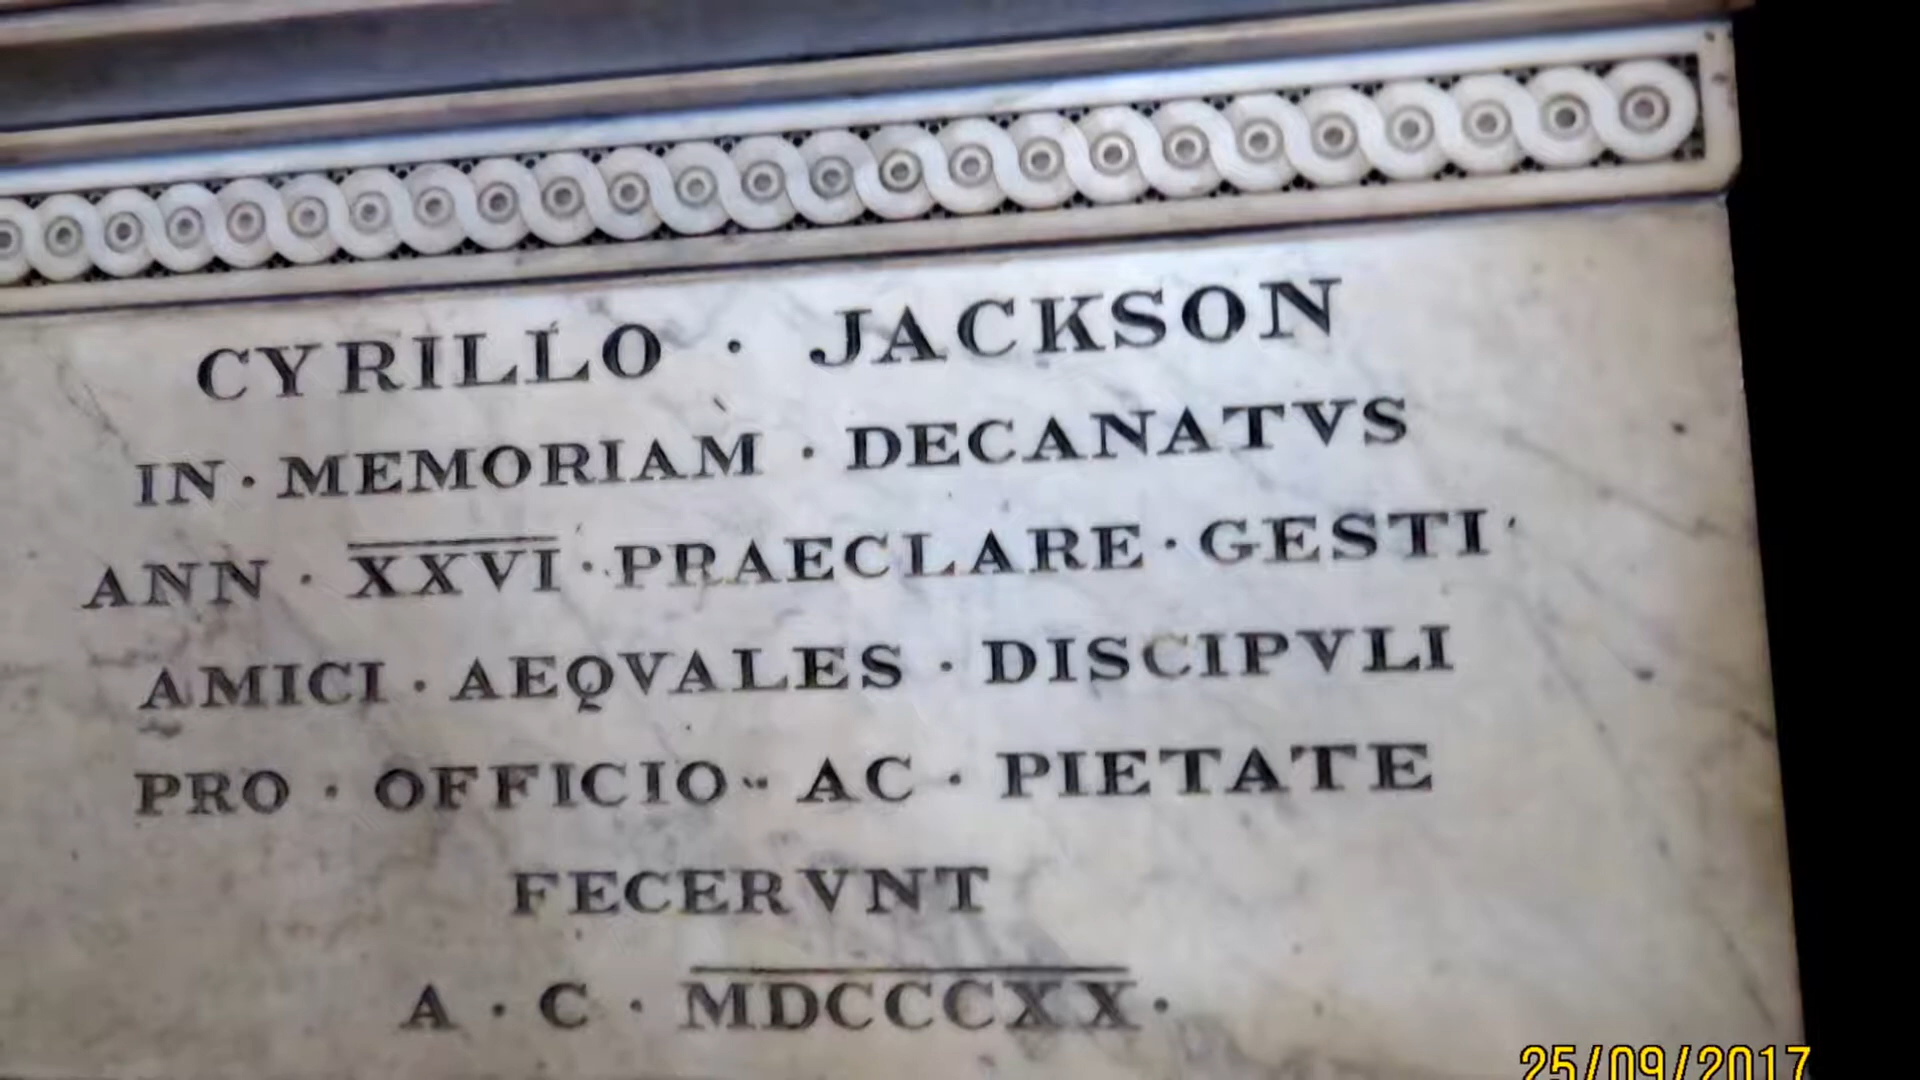 CYRILLO · JACKSON
IN · MEMORIAM · DECANATVS
ANN · XXVI · PRAECLARE · GESTI ·
AMICI · AEQVALES · DISCIPVLI
PRO · OFFICIO · AC · PIETATE
FECERVNT
A · C · MDCCCXX ·
25/09/2017